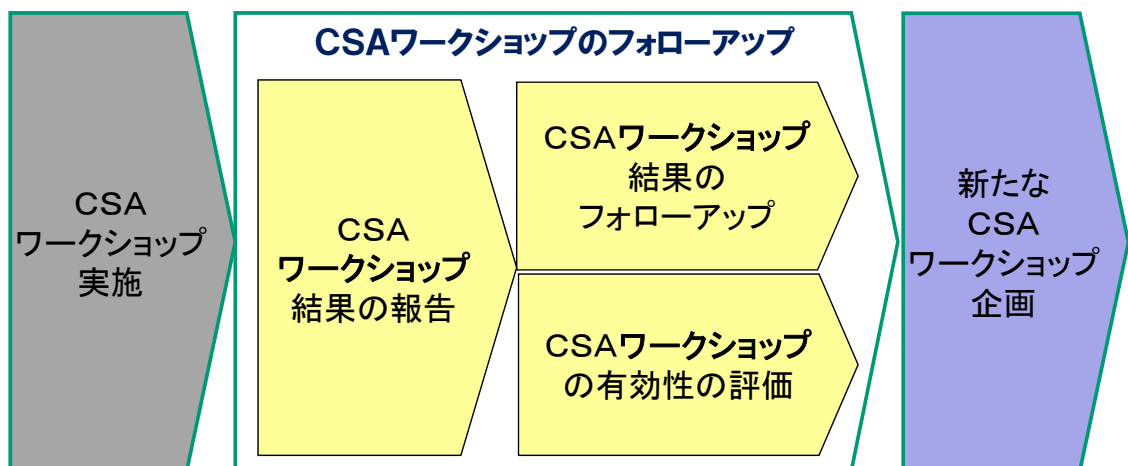 CSAワークショップのフォローアップ
CSA
ワークショップ
実施
CSA
ワークショップ
結果の報告
CSAワークショップ
結果の
フォローアップ
CSAワークショップ
の有効性の評価
新たな
CSA
ワークショップ
企画